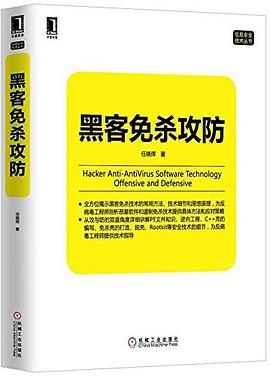 信息安全
技术丛书
黑客免杀攻防
任晓珲 著
Hacker Anti-AntiVirus Software Technology
Offensive and Defensive
全方位揭示黑客免杀技术的常用方法、技术细节和思想原理,为反
病毒工程师剖析恶意软件和遏制免杀技术提供具体方法和应对策略
从攻与防的双重角度详细讲解PE文件知识、逆向工程、C++壳的
编写、免杀壳的打造、脱壳、Rootkit等安全技术的细节,为反病
毒工程师提供技术指导
机械工业出版社
China Machine Press
黑客免杀攻防
机械工业出版社